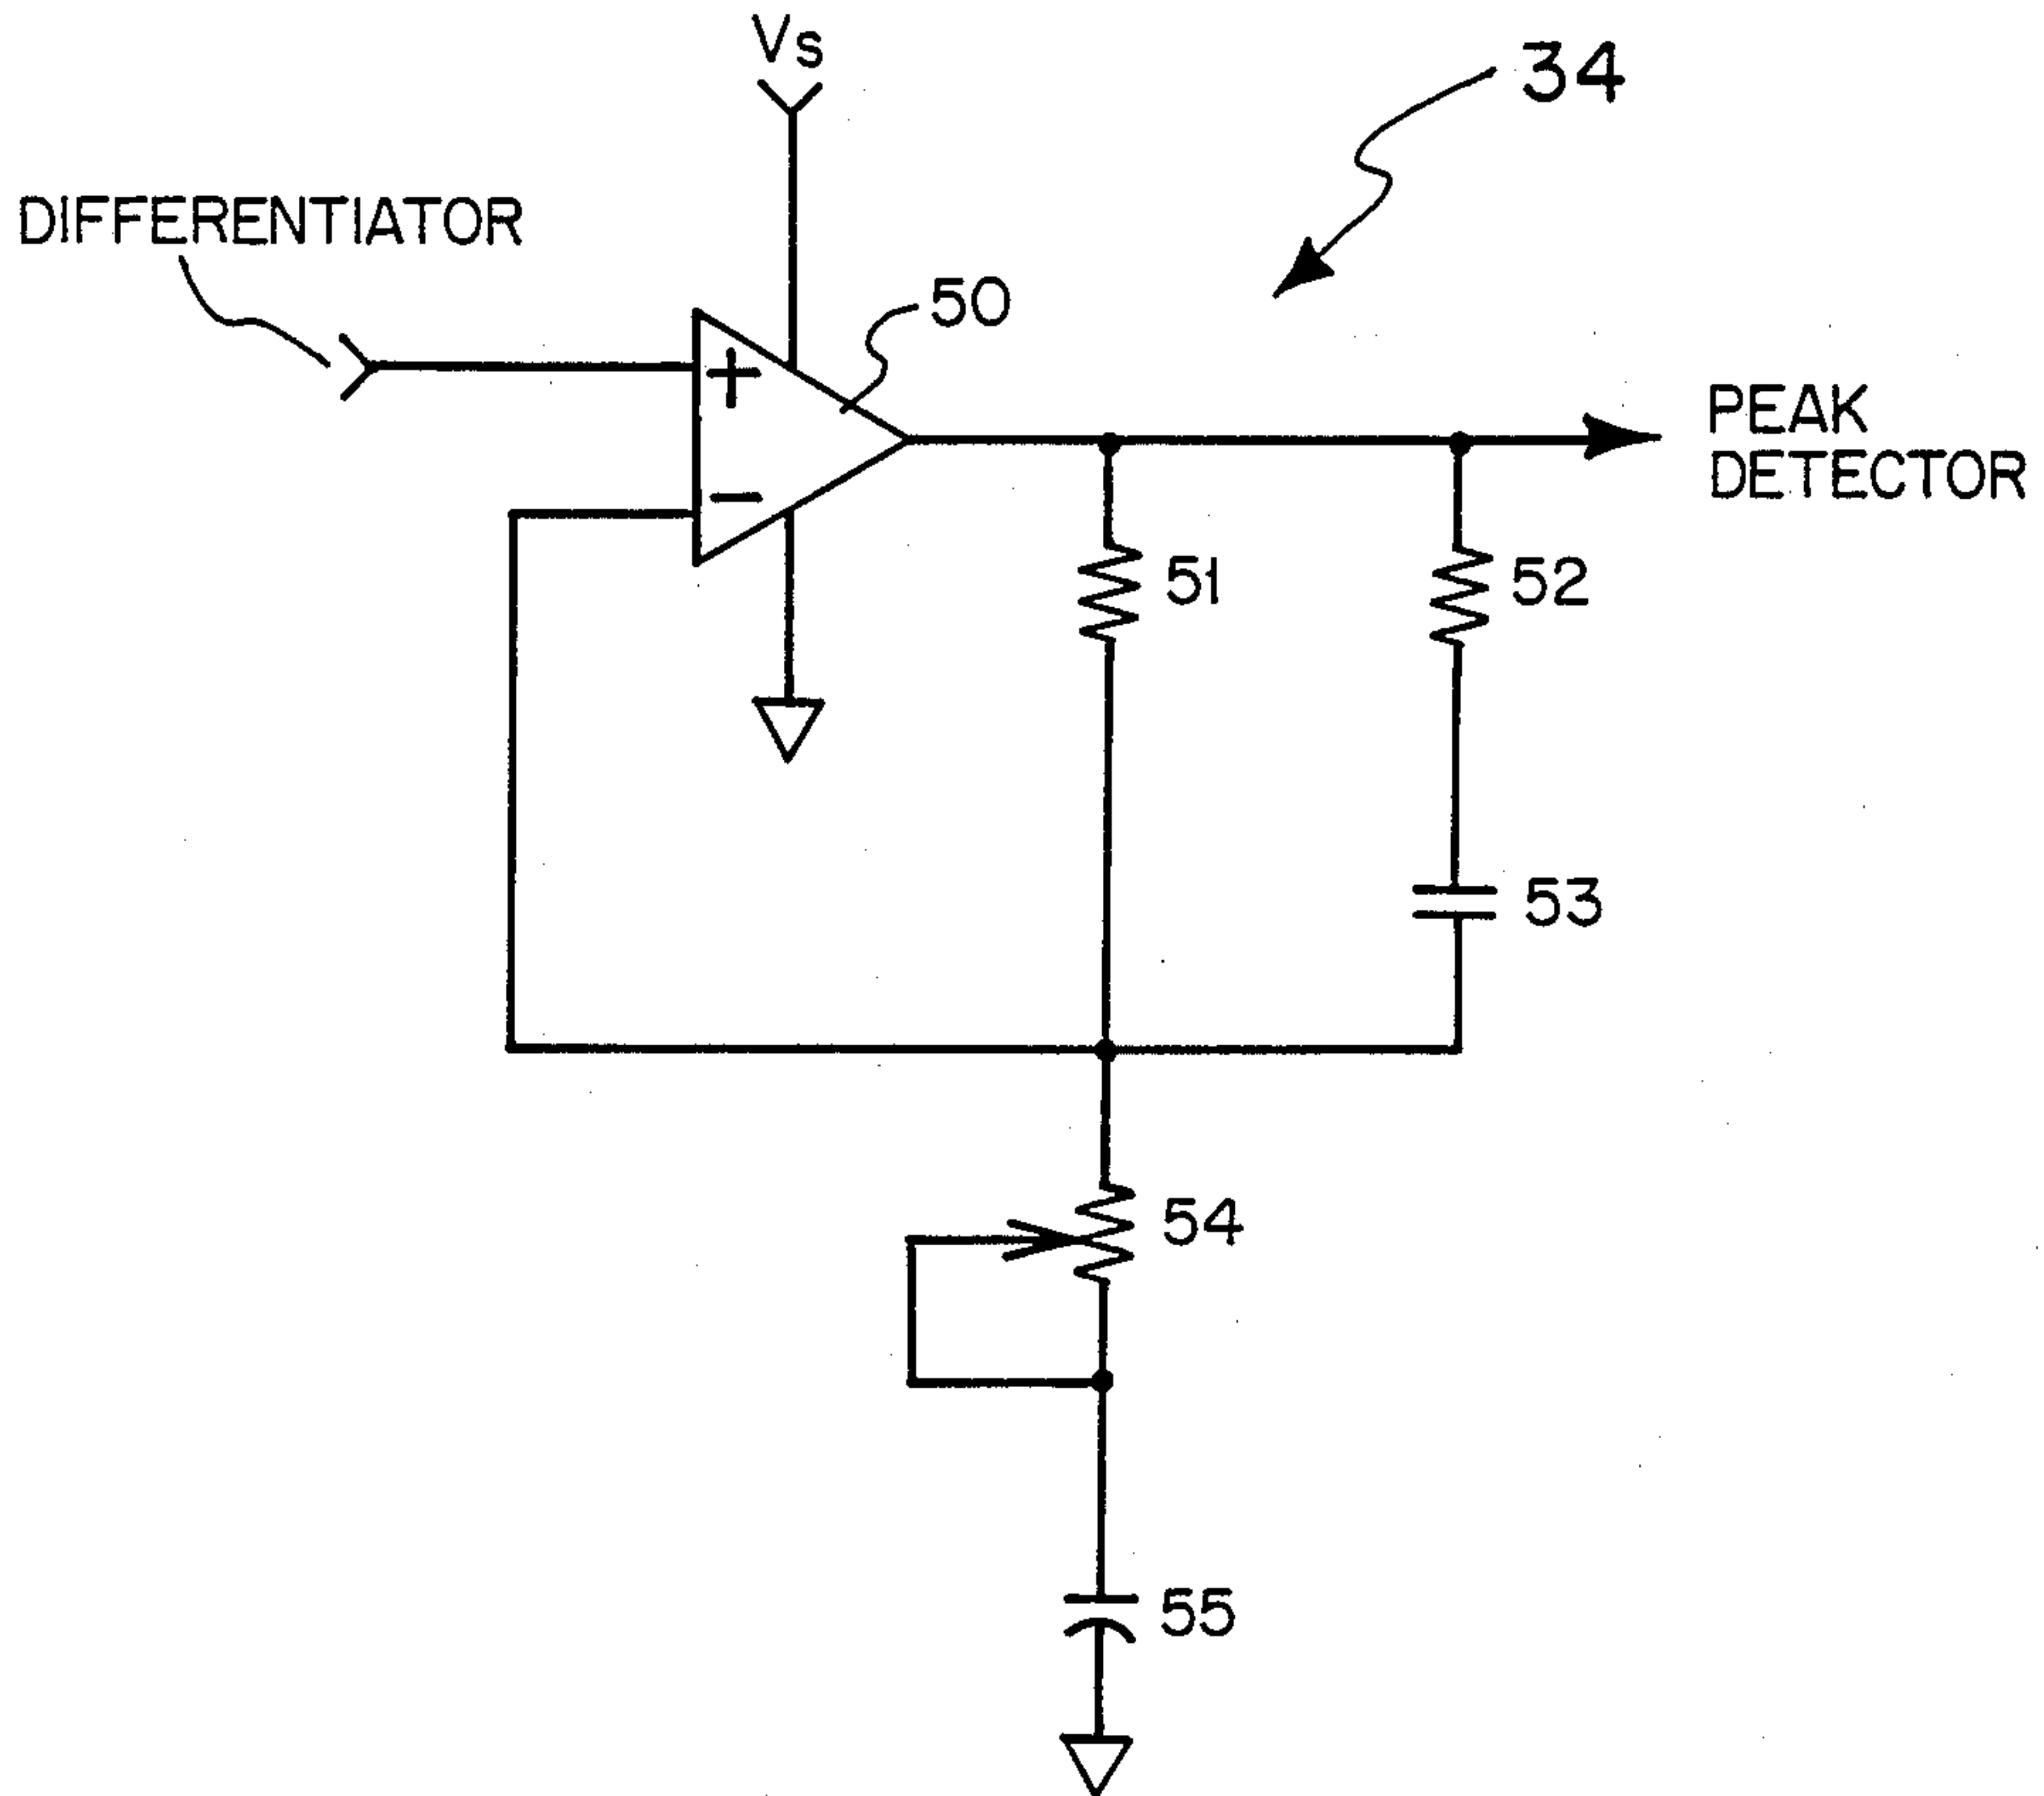 Vs
34
DIFFERENTIATOR
50
+
PEAK
DETECTOR
−
51
52
53
54
55